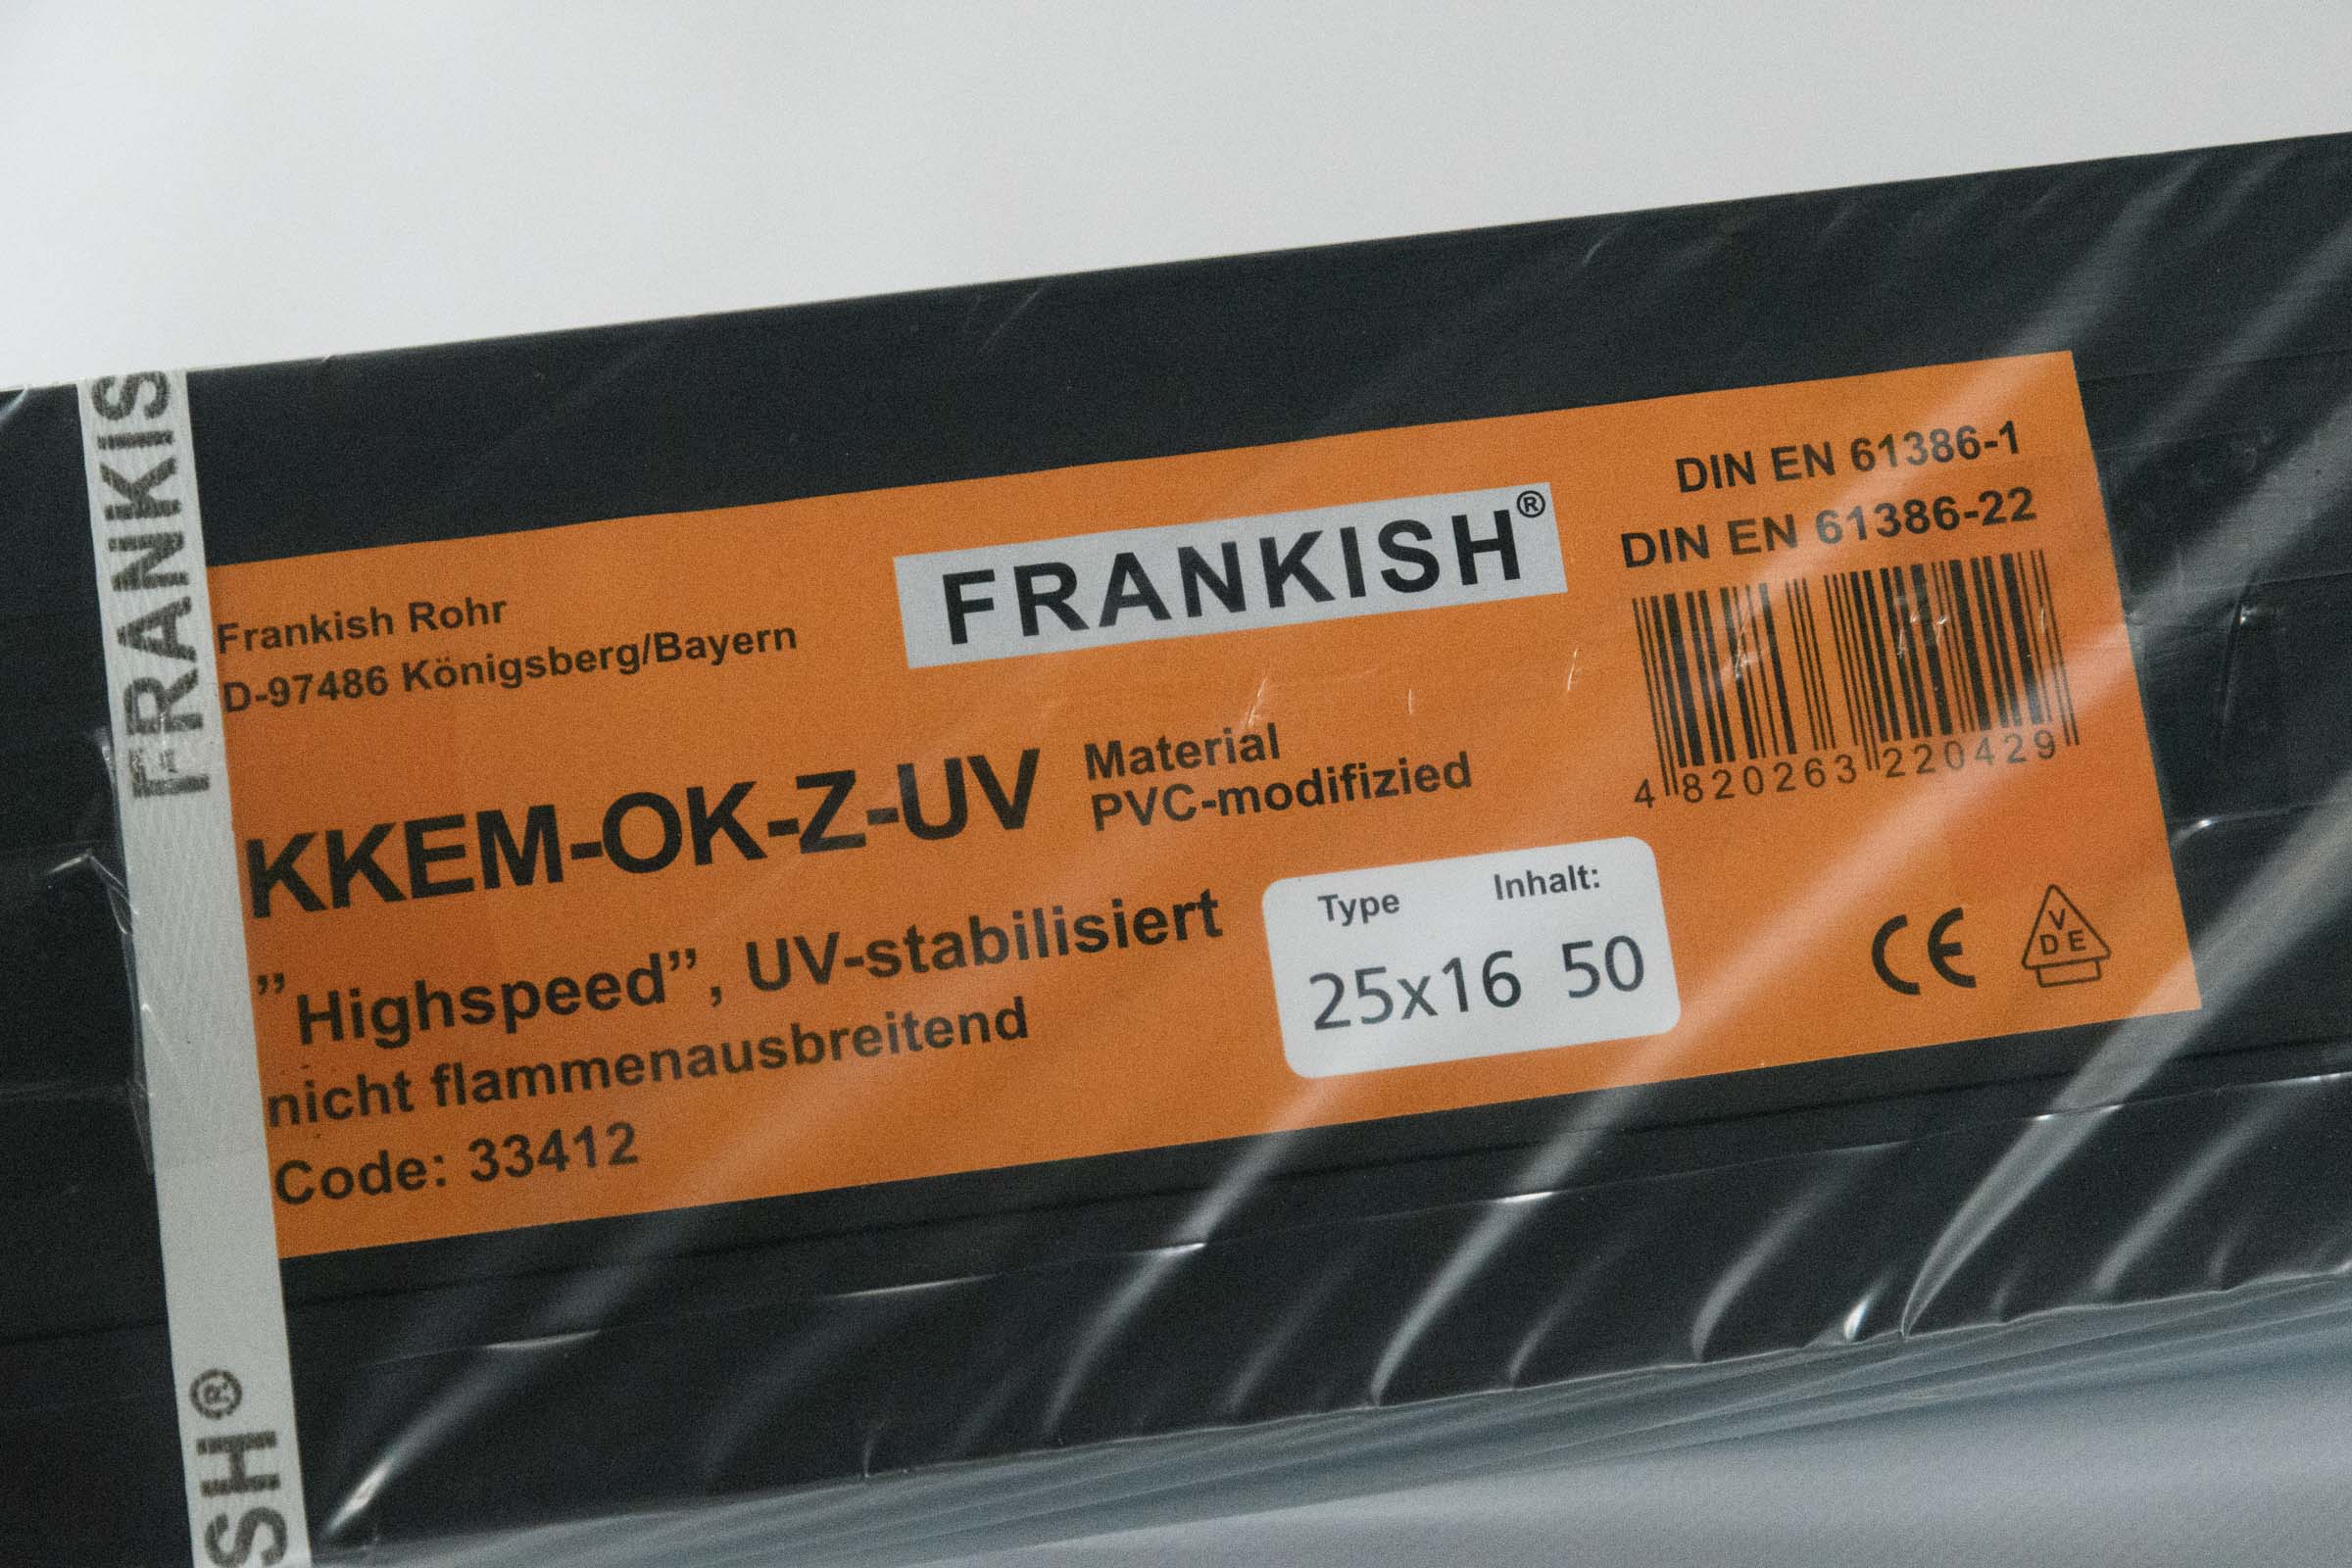 FRANKIS
SH®
FRANKISH®
DIN EN 61386-1
DIN EN 61386-22
Frankish Rohr
D-97486 Königsberg/Bayern
4 820263 220429
KKEM-OK-Z-UV
Material
PVC-modifizied
"Highspeed”, UV-stabilisiert
nicht flammenausbreitend
Code: 33412
Type Inhalt:
25x16 50
CE
VDE